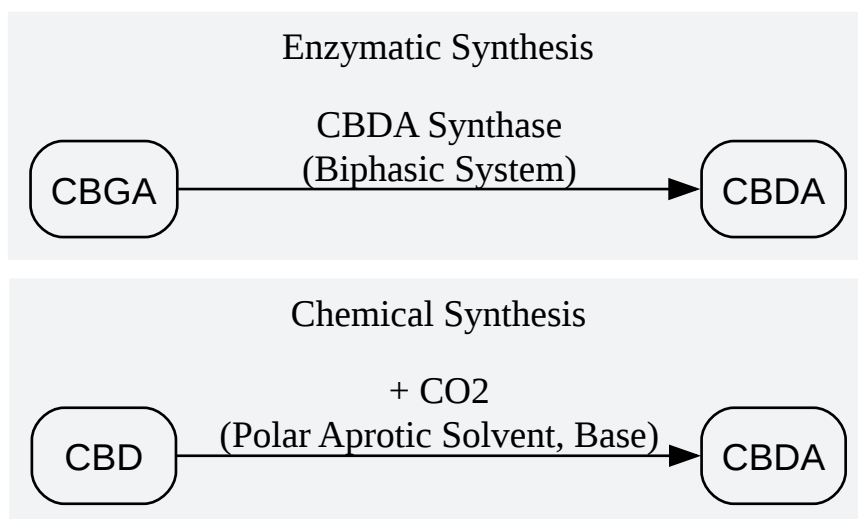 Enzymatic Synthesis
CBDA Synthase
(Biphasic System)
CBGA
CBDA
Chemical Synthesis
+ CO2
(Polar Aprotic Solvent, Base)
CBD
CBDA